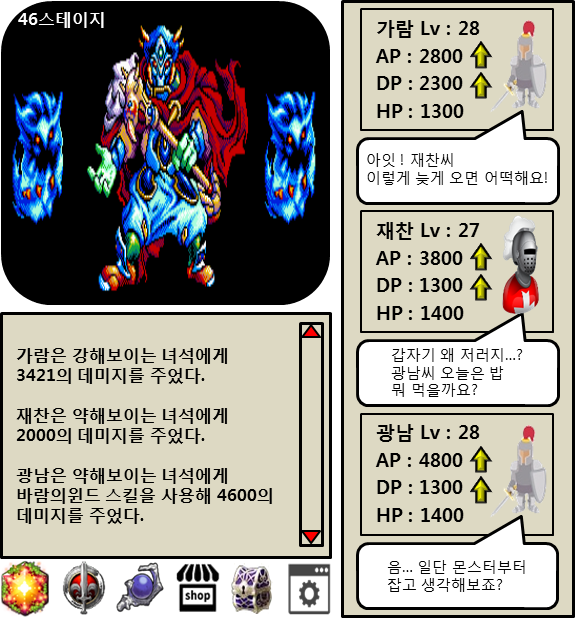 46스테이지
가람은 강해보이는 녀석에게
3421의 데미지를 주었다.
재찬은 약해보이는 녀석에게
2000의 데미지를 주었다.
광남은 약해보이는 녀석에게
바람의윈드 스킬을 사용해 4600의
데미지를 주었다.
shop
가람 Lv : 28
AP : 2800
DP : 2300
HP : 1300
아잇 ! 재찬씨
이렇게 늦게 오면 어떡해요!
재찬 Lv : 27
AP : 3800
DP : 1300
HP : 1400
갑자기 왜 저러지...?
광남씨 오늘은 밥
뭐 먹을까요?
광남 Lv : 28
AP : 4800
DP : 1300
HP : 1400
음... 일단 몬스터부터
잡고 생각해보죠?